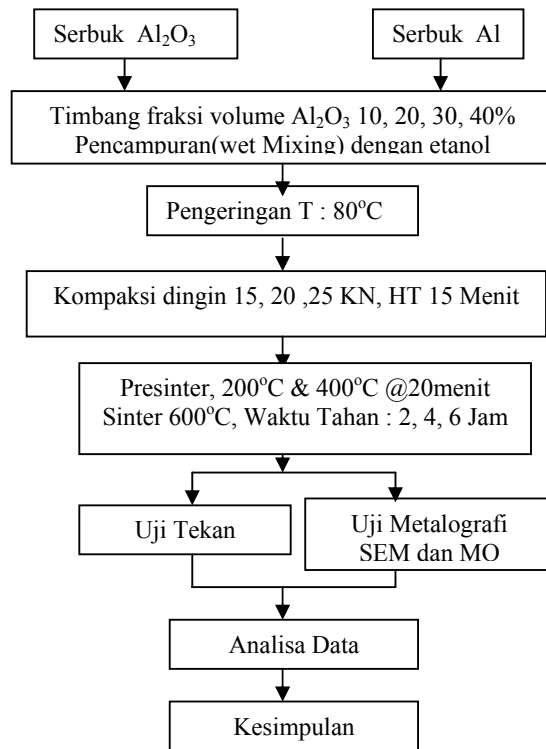 Serbuk Al₂O₃
Serbuk Al
Timbang fraksi volume Al₂O₃ 10, 20, 30, 40%
Pencampuran(wet Mixing) dengan etanol
Pengeringan T : 80°C
Kompaksi dingin 15, 20 ,25 KN, HT 15 Menit
Presinter, 200°C & 400°C @20menit
Sinter 600°C, Waktu Tahan : 2, 4, 6 Jam
Uji Tekan
Uji Metalografi
SEM dan MO
Analisa Data
Kesimpulan